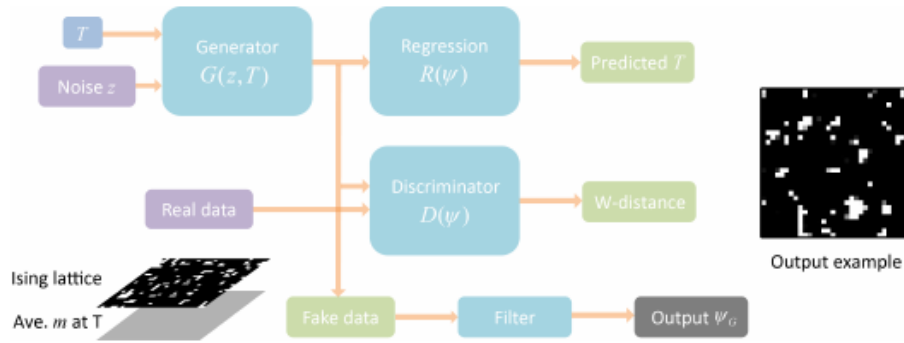 T
Generator
G(z, T)
Regression
R(ψ)
Predicted T
Noise z
Discriminator
D(ψ)
Real data
W-distance
Ising lattice
Output example
Ave. m at T
Fake data
Filter
Output ψ_G